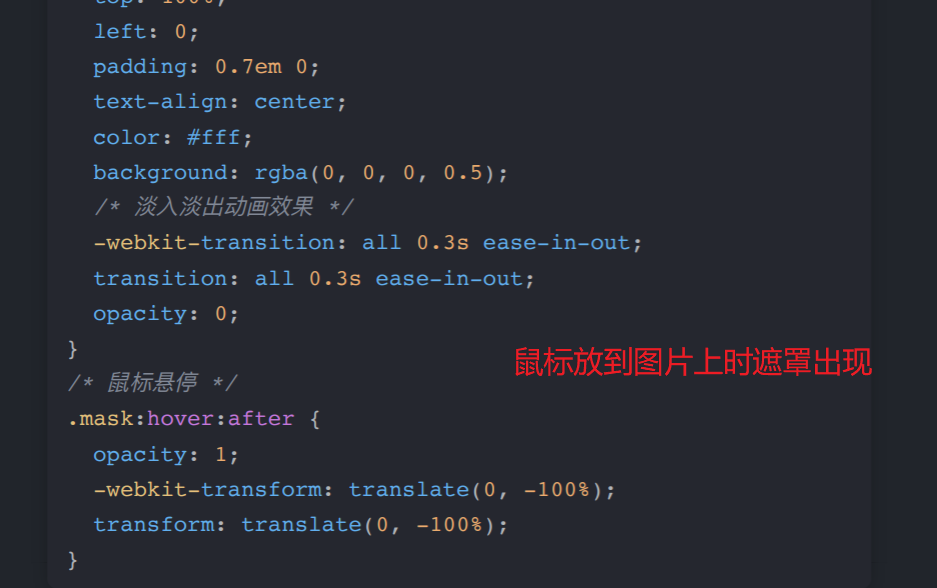 top: 100%;
left: 0;
padding: 0.7em 0;
text-align: center;
color: #fff;
background: rgba(0, 0, 0, 0.5);
/* 淡入淡出动画效果 */
-webkit-transition: all 0.3s ease-in-out;
transition: all 0.3s ease-in-out;
opacity: 0;
}
鼠标放到图片上时遮罩出现
/* 鼠标悬停 */
.mask:hover:after {
opacity: 1;
-webkit-transform: translate(0, -100%);
transform: translate(0, -100%);
}